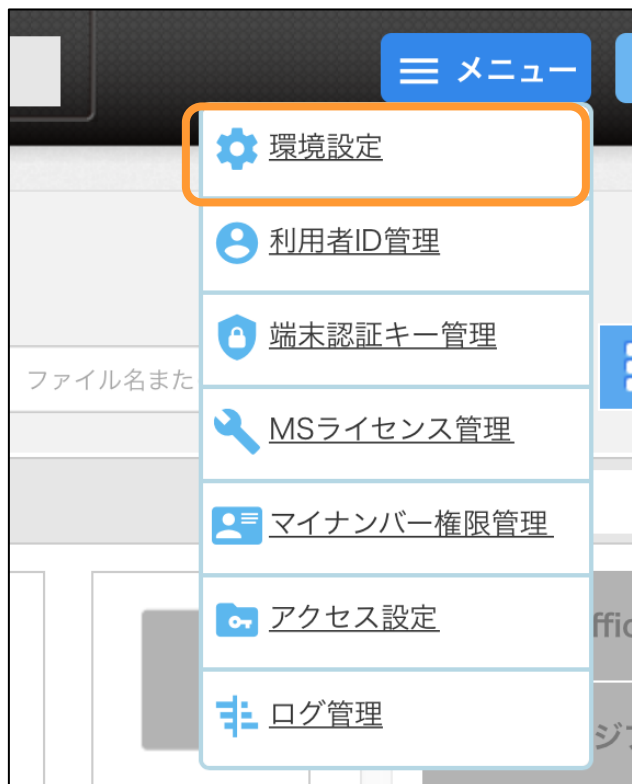 メニュー
環境設定
利用者ID管理
ファイル名また
端末認証キー管理
MSライセンス管理
マイナンバー権限管理
アクセス設定
ログ管理